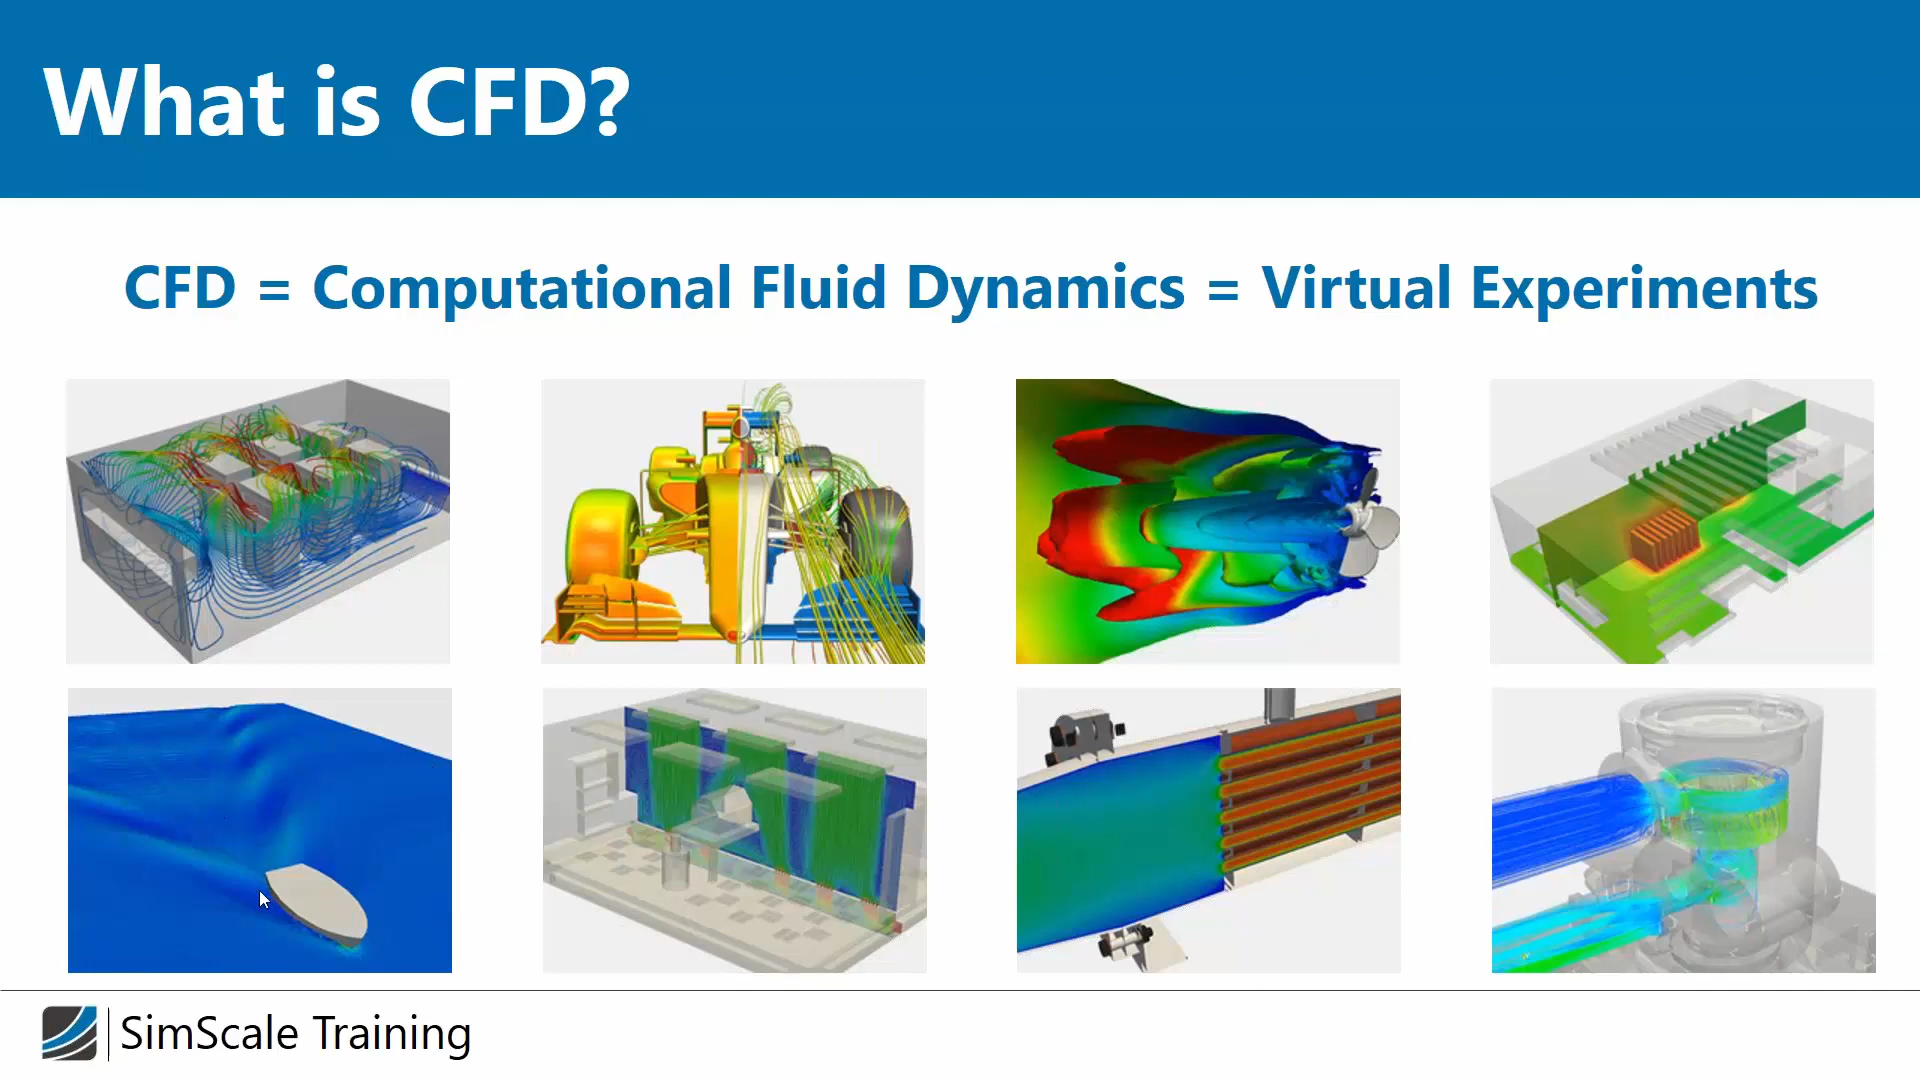 What is CFD?
CFD = Computational Fluid Dynamics = Virtual Experiments
SimScale Training